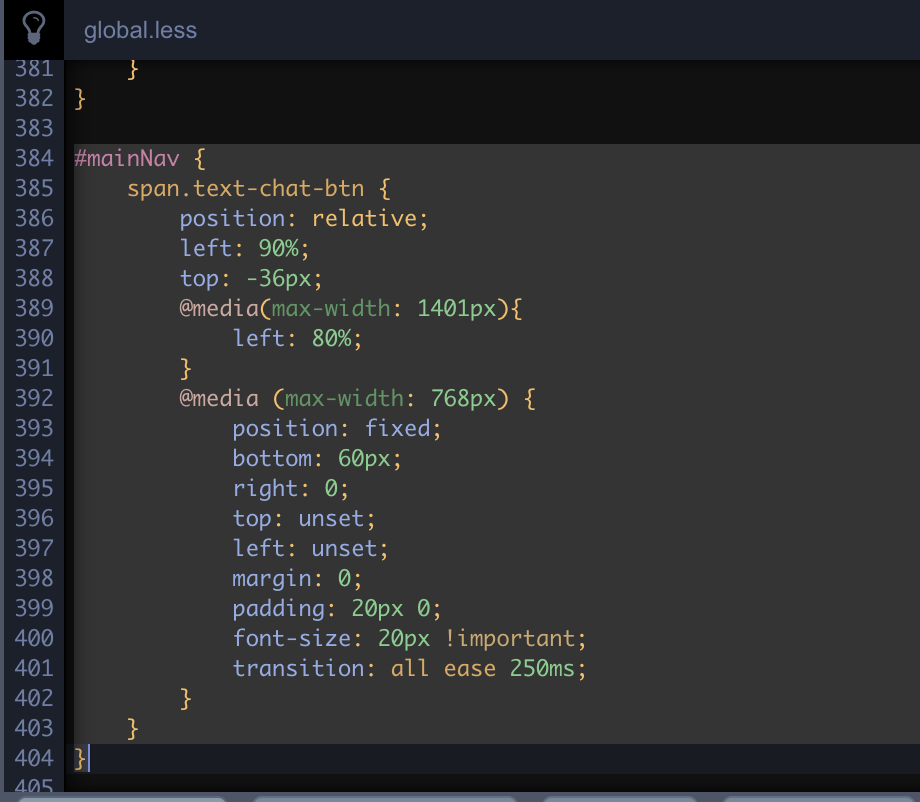 global.less
381 }
382 }
383
384 #mainNav {
385     span.text-chat-btn {
386         position: relative;
387         left: 90%;
388         top: -36px;
389         @media(max-width: 1401px){
390             left: 80%;
391         }
392         @media (max-width: 768px) {
393             position: fixed;
394             bottom: 60px;
395             right: 0;
396             top: unset;
397             left: unset;
398             margin: 0;
399             padding: 20px 0;
400             font-size: 20px !important;
401             transition: all ease 250ms;
402         }
403     }
404 }
405